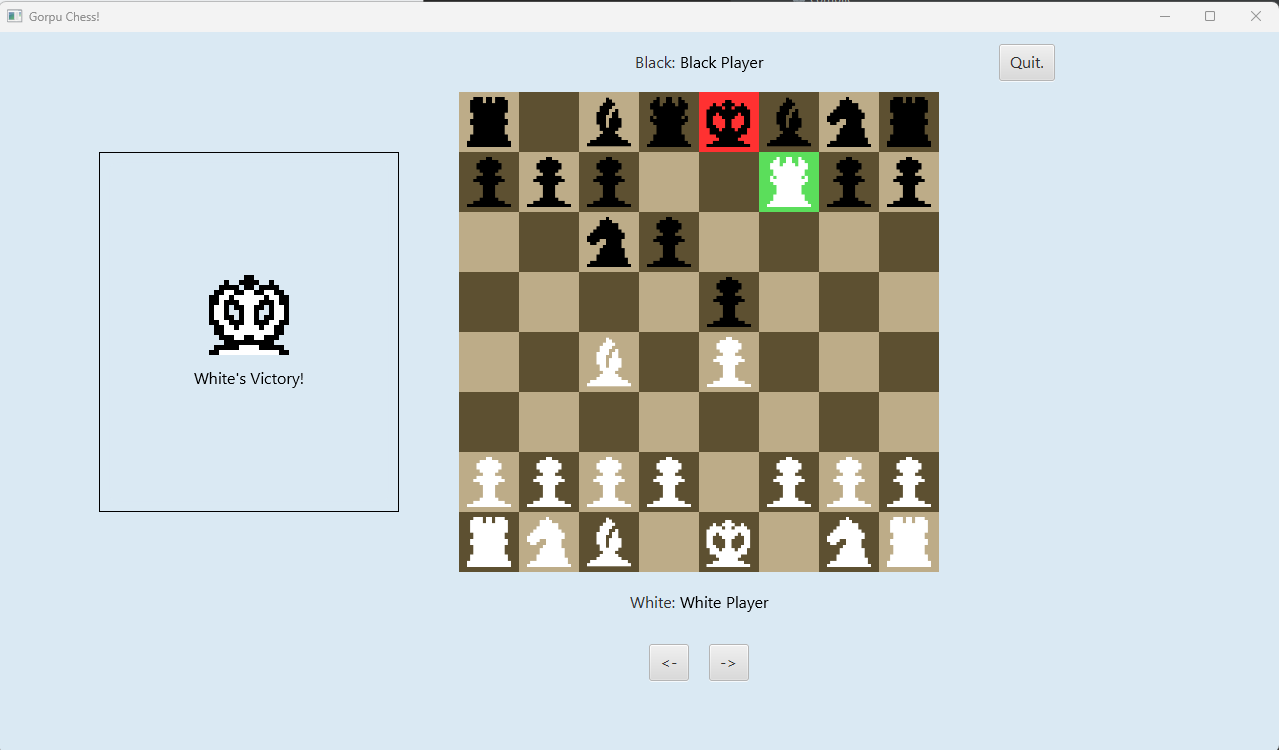 Gorpu Chess!
Black: Black Player
Quit.
White's Victory!
White: White Player
<- ->